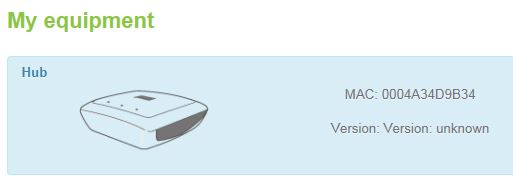 My equipment
Hub
MAC: 0004A34D9B34
Version: Version: unknown